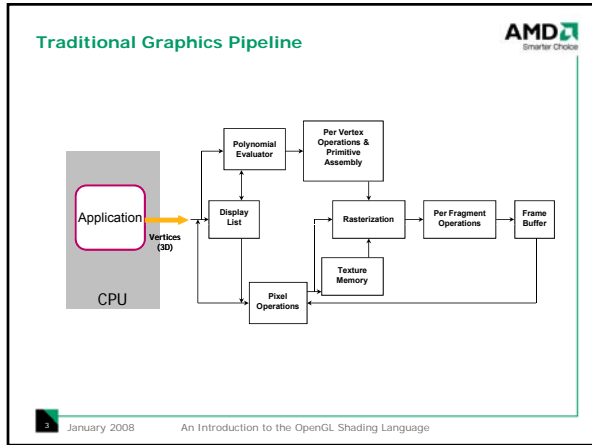 Traditional Graphics Pipeline
AMD
Smarter Choice
Polynomial
Evaluator
Per Vertex
Operations &
Primitive
Assembly
Application
Vertices
(3D)
CPU
Display
List
Rasterization
Per Fragment
Operations
Frame
Buffer
Texture
Memory
Pixel
Operations
3
January 2008
An Introduction to the OpenGL Shading Language